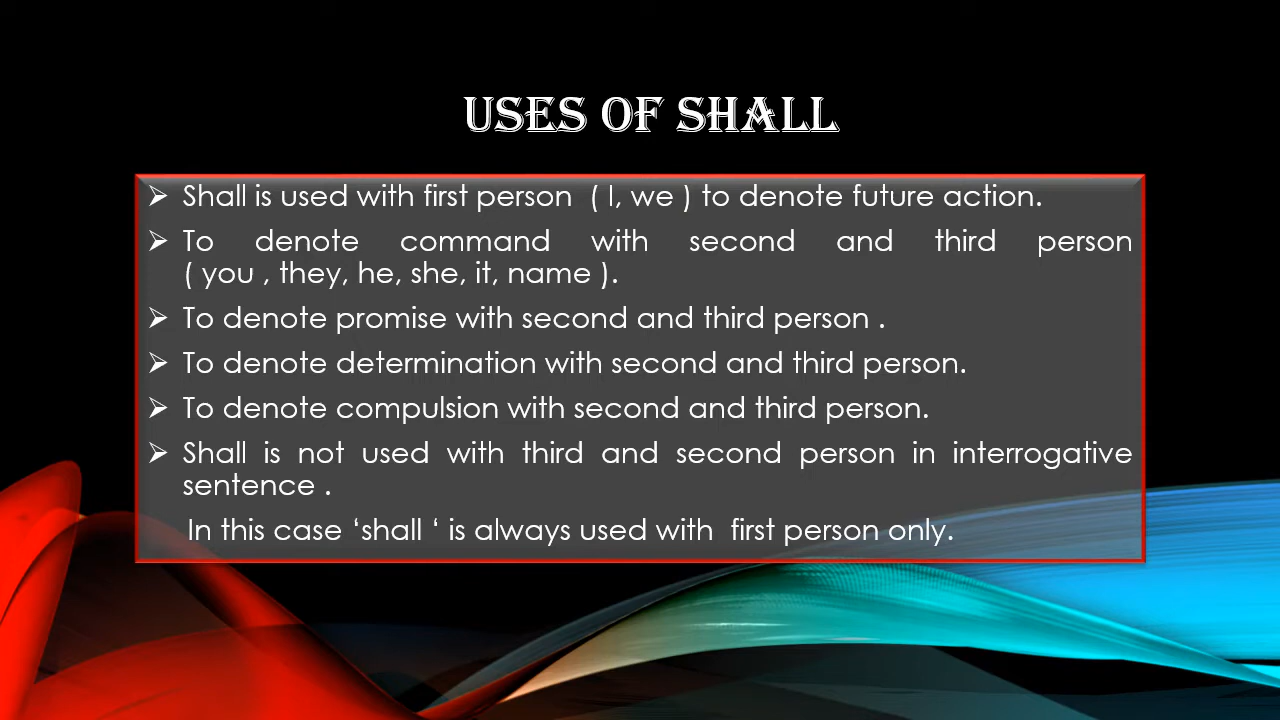 USES OF SHALL
➢ Shall is used with first person ( I, we ) to denote future action.
➢ To denote command with second and third person
( you , they, he, she, it, name ).
➢ To denote promise with second and third person .
➢ To denote determination with second and third person.
➢ To denote compulsion with second and third person.
➢ Shall is not used with third and second person in interrogative
sentence .
In this case ‘shall ‘ is always used with first person only.